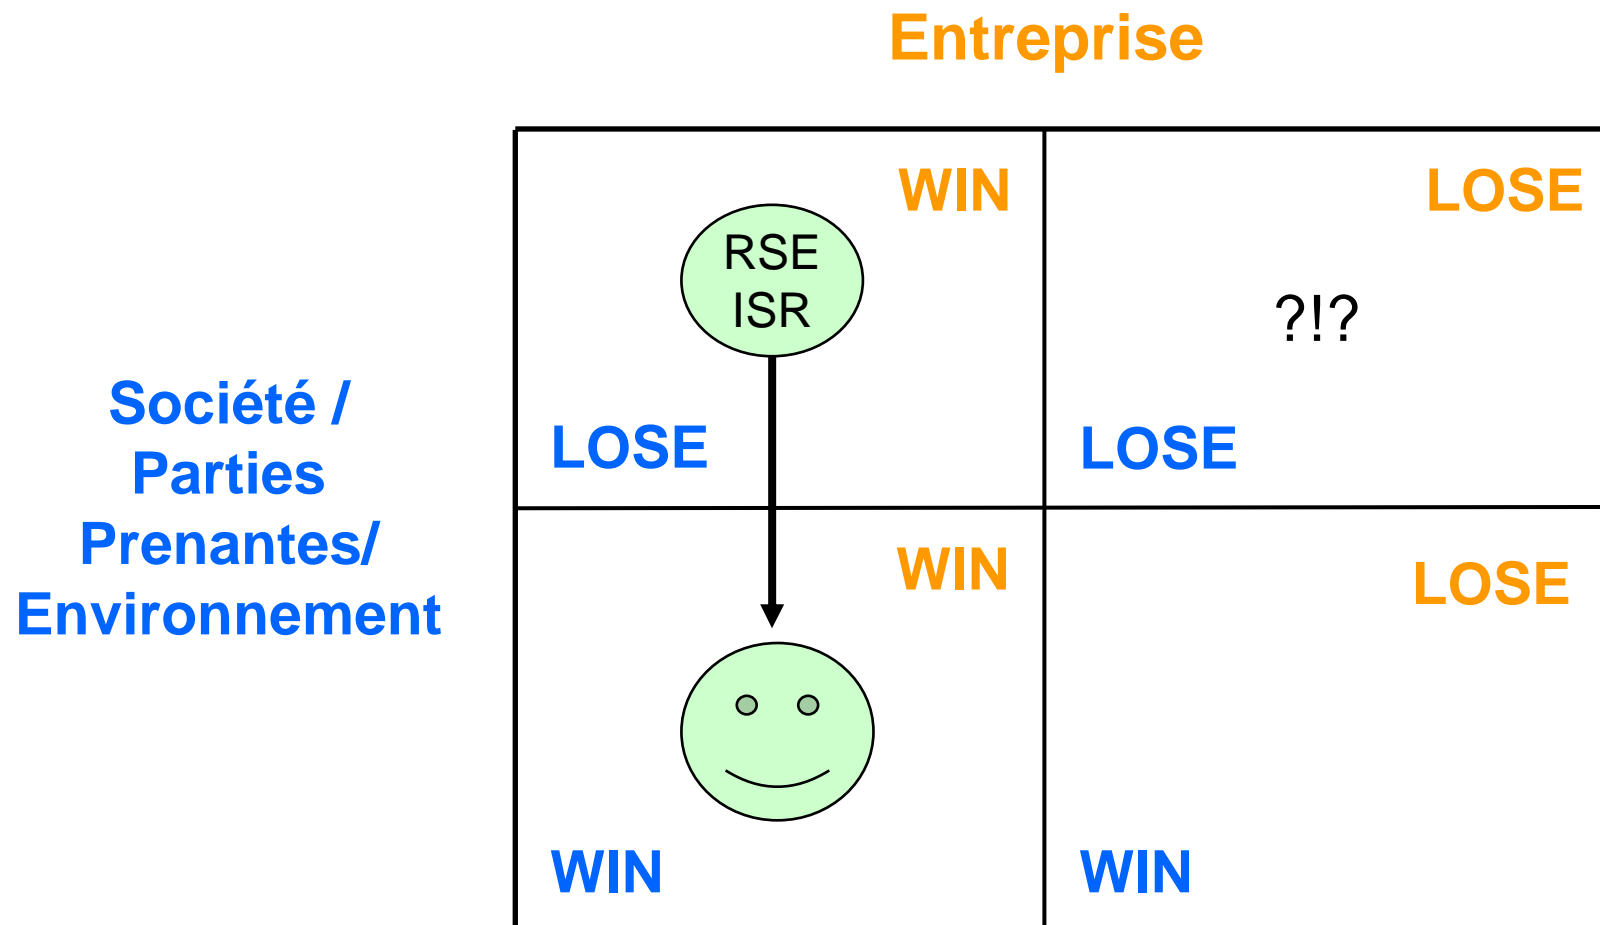 Entreprise
WIN
LOSE
RSE
ISR
?!?
LOSE
LOSE
Société /
Parties
Prenantes/
Environnement
WIN
LOSE
WIN
WIN